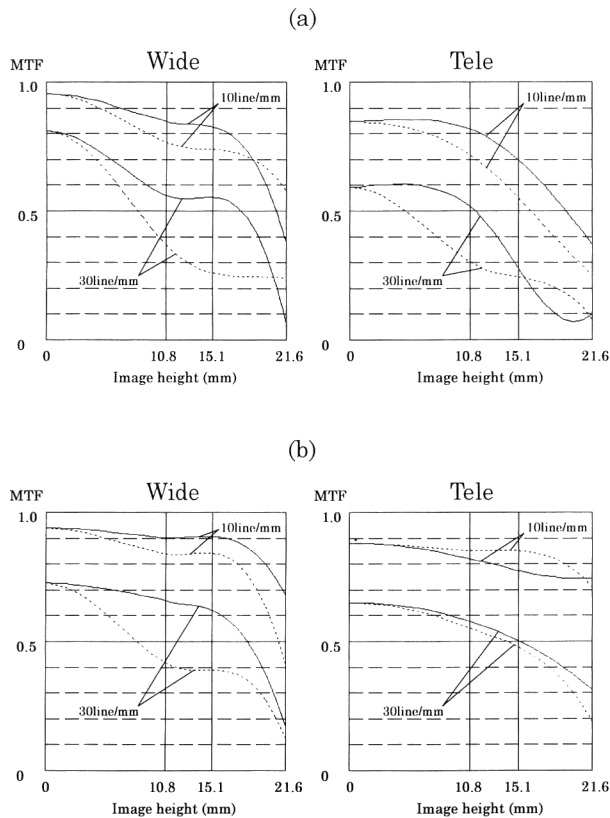 (a)
Wide
Tele
MTF
1.0
10line/mm
0.5
30line/mm
0
0
10.8
15.1
21.6
Image height (mm)
MTF
1.0
10line/mm
0.5
30line/mm
0
0
10.8
15.1
21.6
Image height (mm)
(b)
Wide
Tele
MTF
1.0
10line/mm
0.5
30line/mm
0
0
10.8
15.1
21.6
Image height (mm)
MTF
1.0
10line/mm
0.5
30line/mm
0
0
10.8
15.1
21.6
Image height (mm)